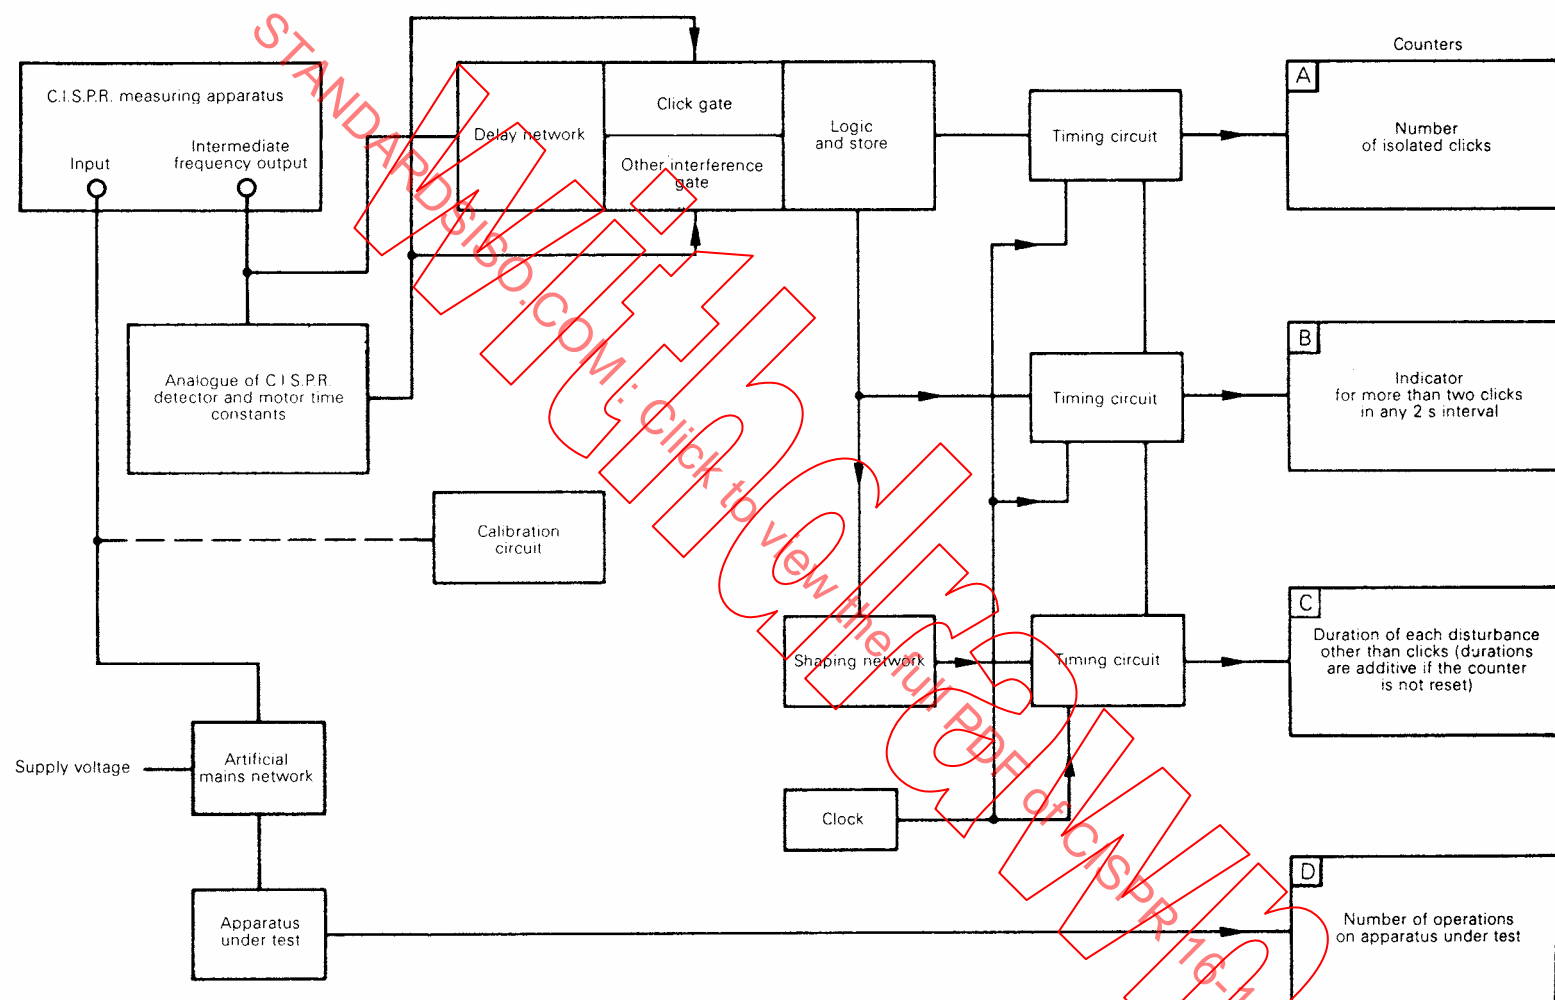 Counters
C.I.S.P.R. measuring apparatus
Input
Intermediate
frequency output
Delay network
Click gate
Other interference
gate
Logic
and store
Timing circuit
A
Number
of isolated clicks
Analogue of C I S.P.R.
detector and motor time
constants
Timing circuit
B
Indicator
for more than two clicks
in any 2 s interval
Calibration
circuit
Shaping network
Timing circuit
C
Duration of each disturbance
other than clicks (durations
are additive if the counter
is not reset)
Supply voltage
Artificial
mains network
Clock
Apparatus
under test
D
Number of operations
on apparatus under test
STANDARDSISO.COM : Click to view the full PDF of CISPR 16-1
Withdrawn